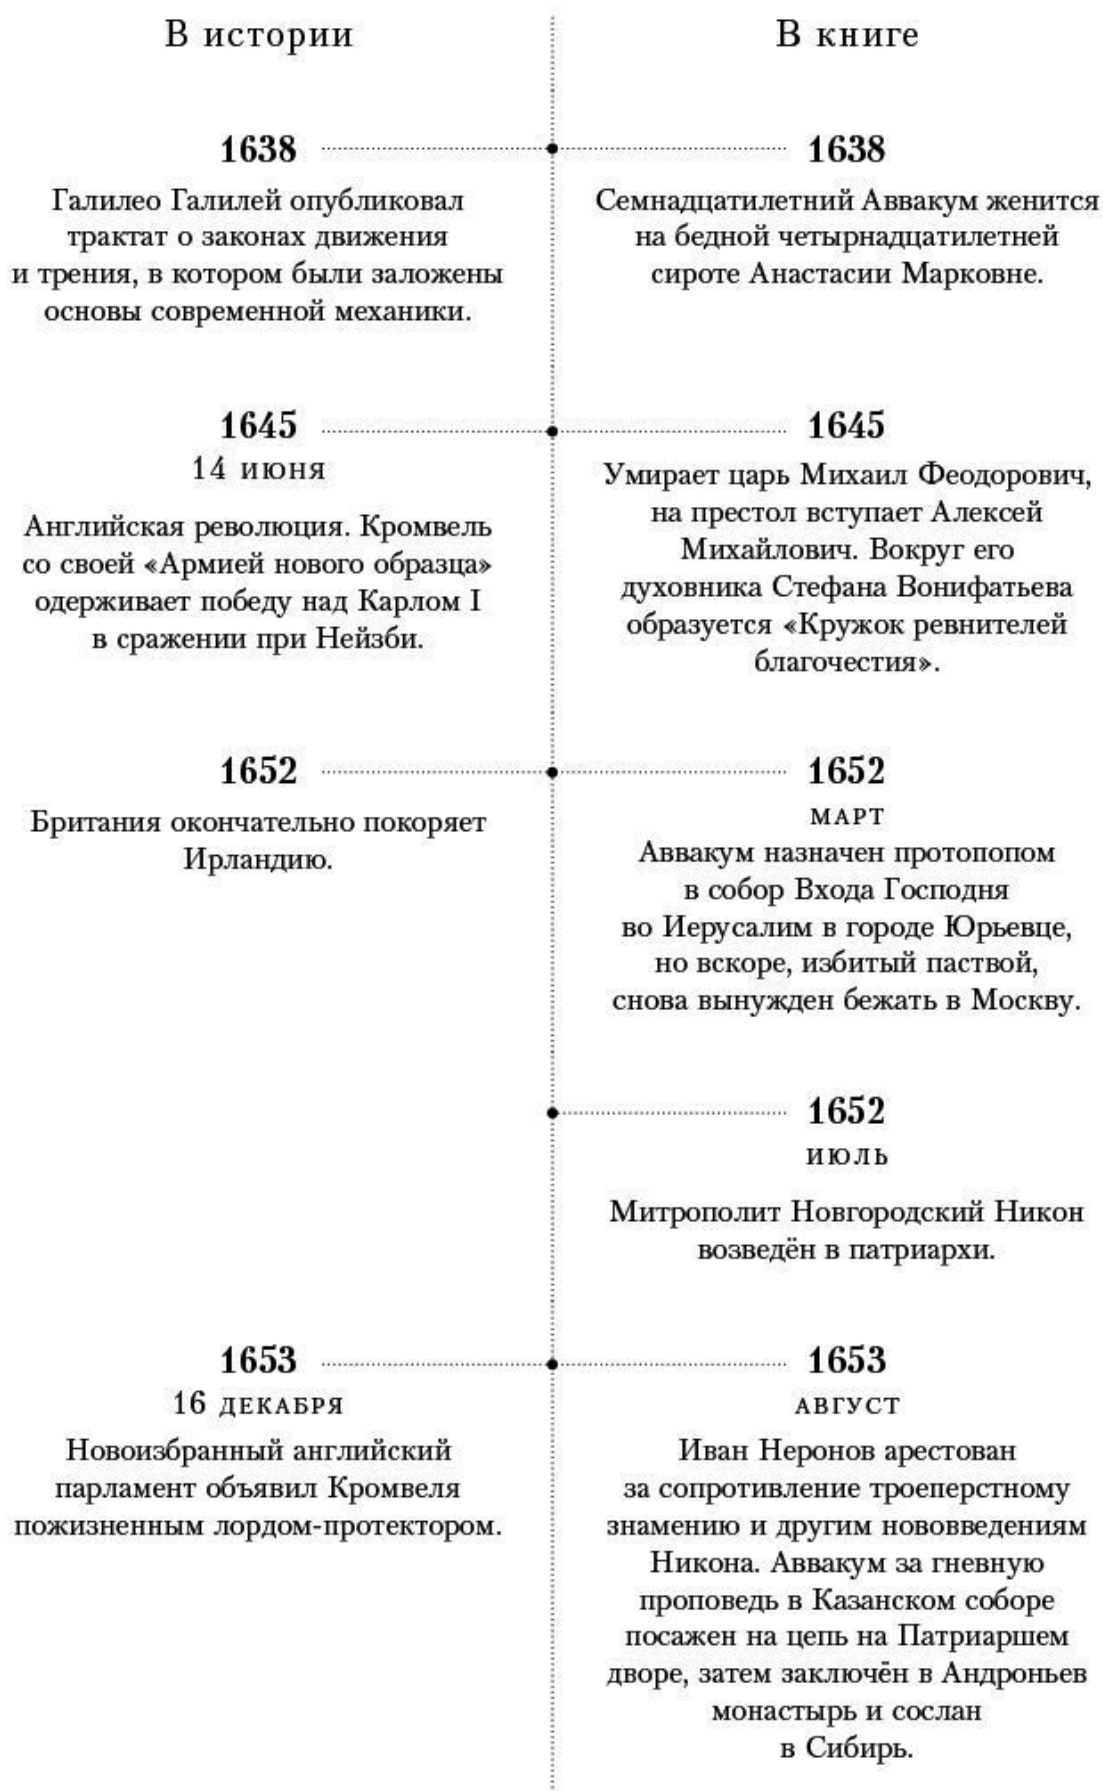 В истории
В книге
1638
1638
Галилео Галилей опубликовал
трактат о законах движения
и трения, в котором были заложены
основы современной механики.
Семнадцатилетний Аввакум женится
на бедной четырнадцатилетней
сироте Анастасии Марковне.
1645
14 июня
Английская революция. Кромвель
со своей «Армией нового образца»
одерживает победу над Карлом I
в сражении при Нейзби.
1645
Умирает царь Михаил Феодорович,
на престол вступает Алексей
Михайлович. Вокруг его
духовника Стефана Вонифатьева
образуется «Кружок ревнителей
благочестия».
1652
Британия окончательно покоряет
Ирландию.
1652
март
Аввакум назначен протопопом
в собор Входа Господня
во Иерусалим в городе Юрьевце,
но вскоре, избитый паствой,
снова вынужден бежать в Москву.
1652
июль
Митрополит Новгородский Никон
возведён в патриархи.
1653
16 декабря
Новоизбранный английский
парламент объявил Кромвеля
пожизненным лордом-протектором.
1653
август
Иван Неронов арестован
за сопротивление троеперстному
знамению и другим нововведениям
Никона. Аввакум за гневную
проповедь в Казанском соборе
посажен на цепь на Патриаршем
дворе, затем заключён в Андроньев
монастырь и сослан
в Сибирь.